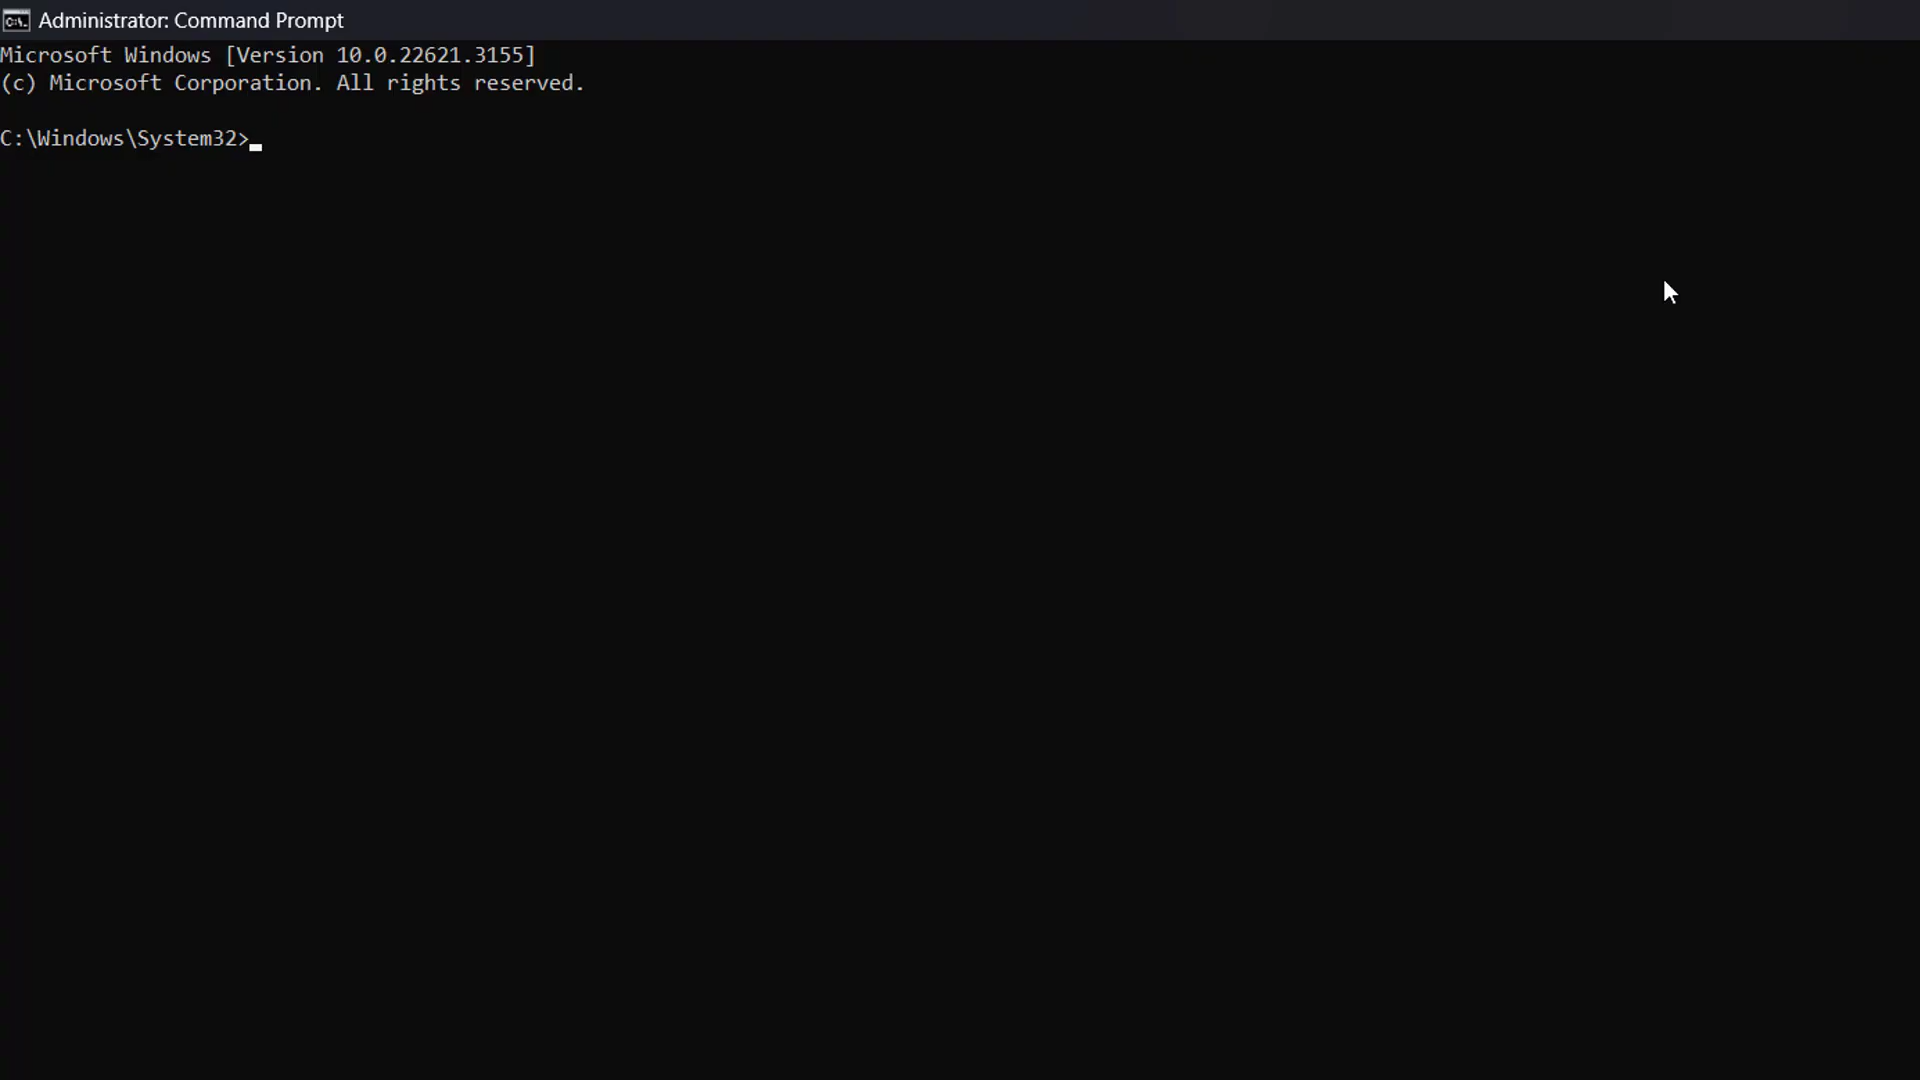 Administrator: Command Prompt
Microsoft Windows [Version 10.0.22621.3155]
(c) Microsoft Corporation. All rights reserved.
C:\Windows\System32>